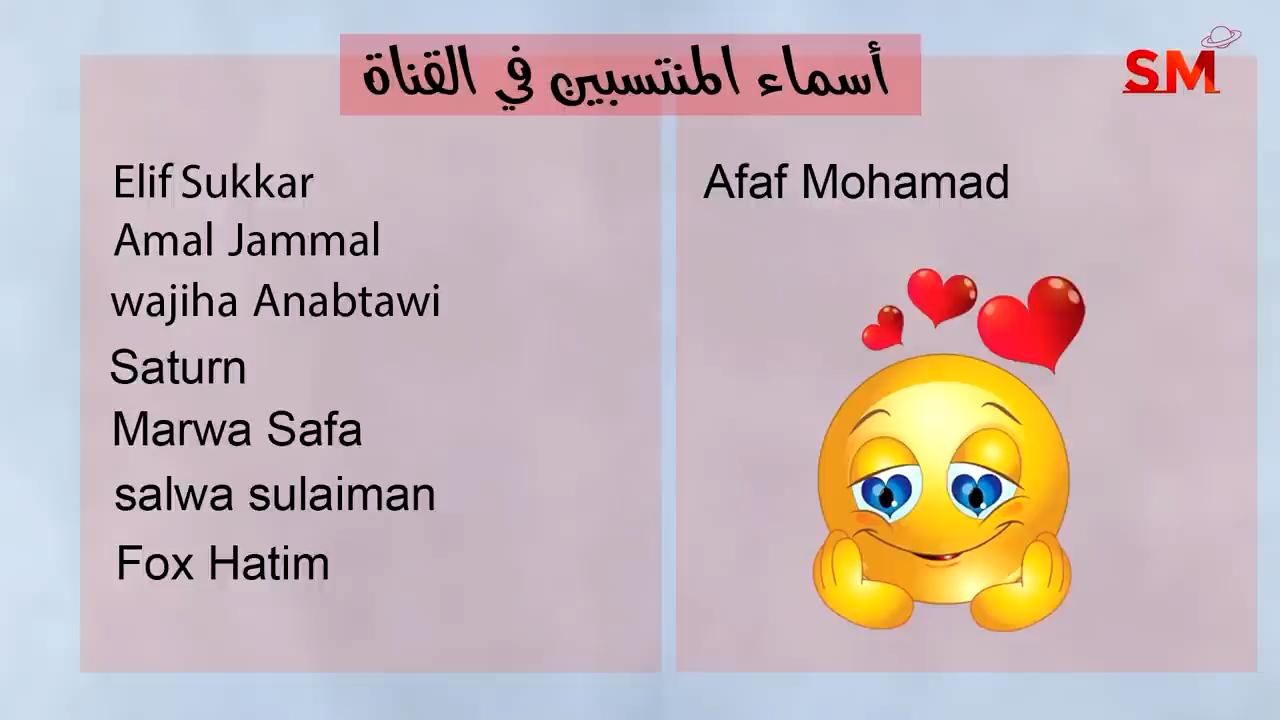 أسماء المنتسبين في القناة
SM
Elif Sukkar
Amal Jammal
wajiha Anabtawi
Saturn
Marwa Safa
salwa sulaiman
Fox Hatim
Afaf Mohamad